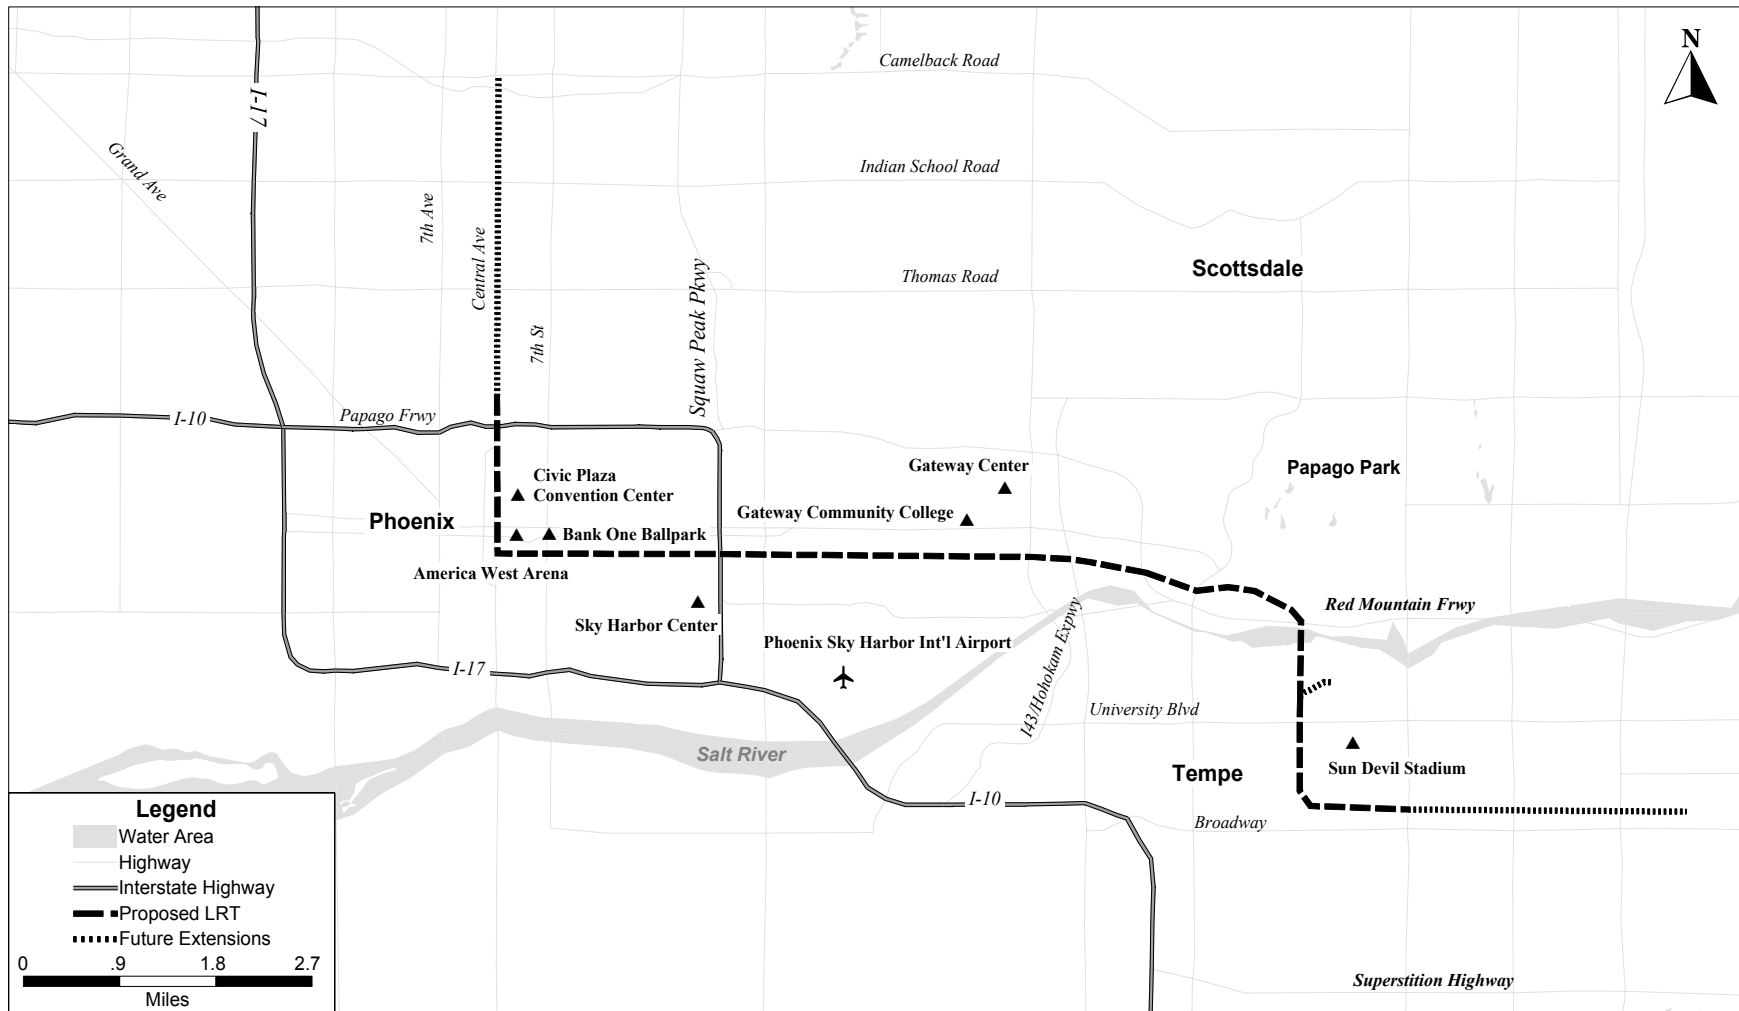 N
Camelback Road
I-17
Grand Ave
Indian School Road
7th Ave
Central Ave
Scottsdale
Thomas Road
Squaw Peak Pkwy
7th St
I-10
Papago Frwy
Gateway Center
Papago Park
Civic Plaza
Convention Center
Gateway Community College
Phoenix
Bank One Ballpark
America West Arena
Red Mountain Frwy
Sky Harbor Center
Phoenix Sky Harbor Int'l Airport
143/Hohokam Expwy
I-17
University Blvd
Salt River
Tempe
Sun Devil Stadium
I-10
Broadway
Superstition Highway
Legend
Water Area
Highway
Interstate Highway
Proposed LRT
Future Extensions
0 .9 1.8 2.7
Miles